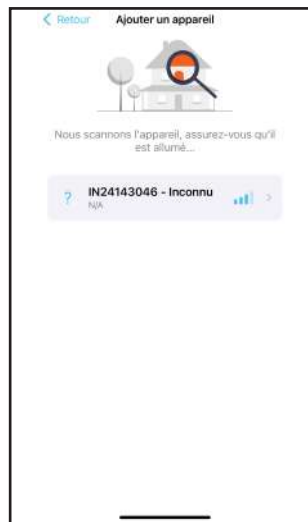 Retour Ajouter un appareil
Nous scannons l'appareil, assurez-vous qu'il
est allumé...
? IN24143046 - Inconnu
N/A